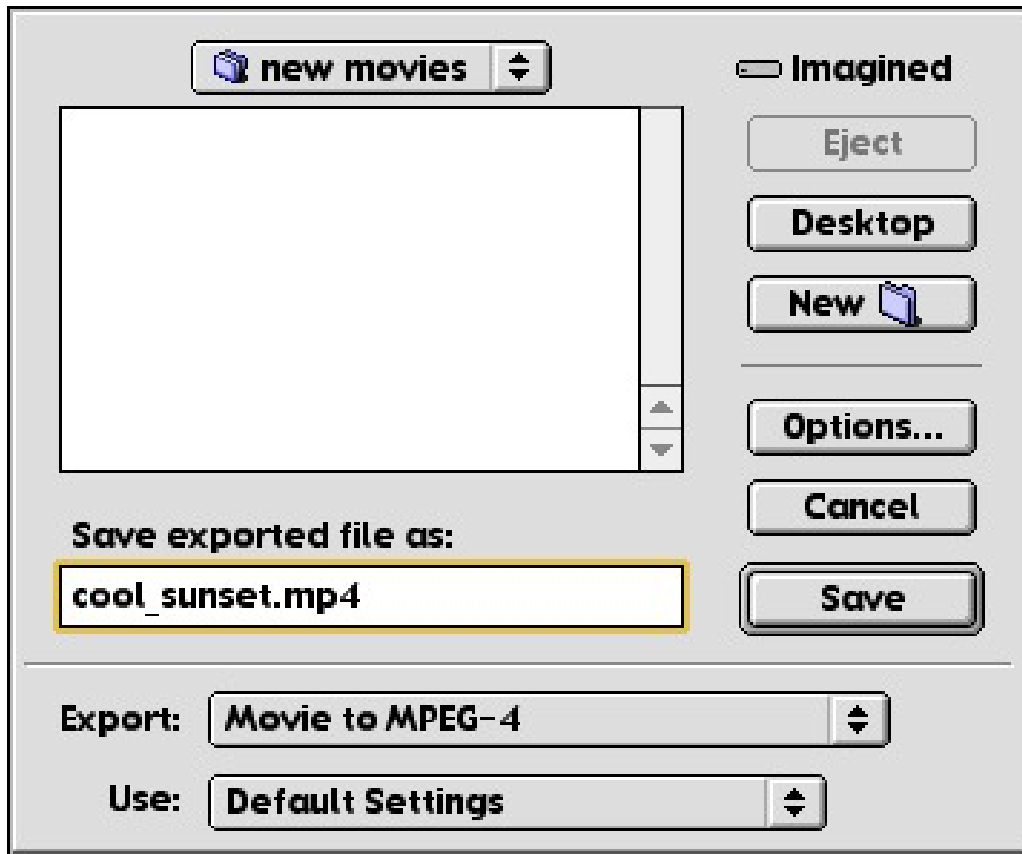 new movies
Imagined
Eject
Desktop
New
Options...
Cancel
Save exported file as:
cool_sunset.mp4
Save
Export: Movie to MPEG-4
Use: Default Settings